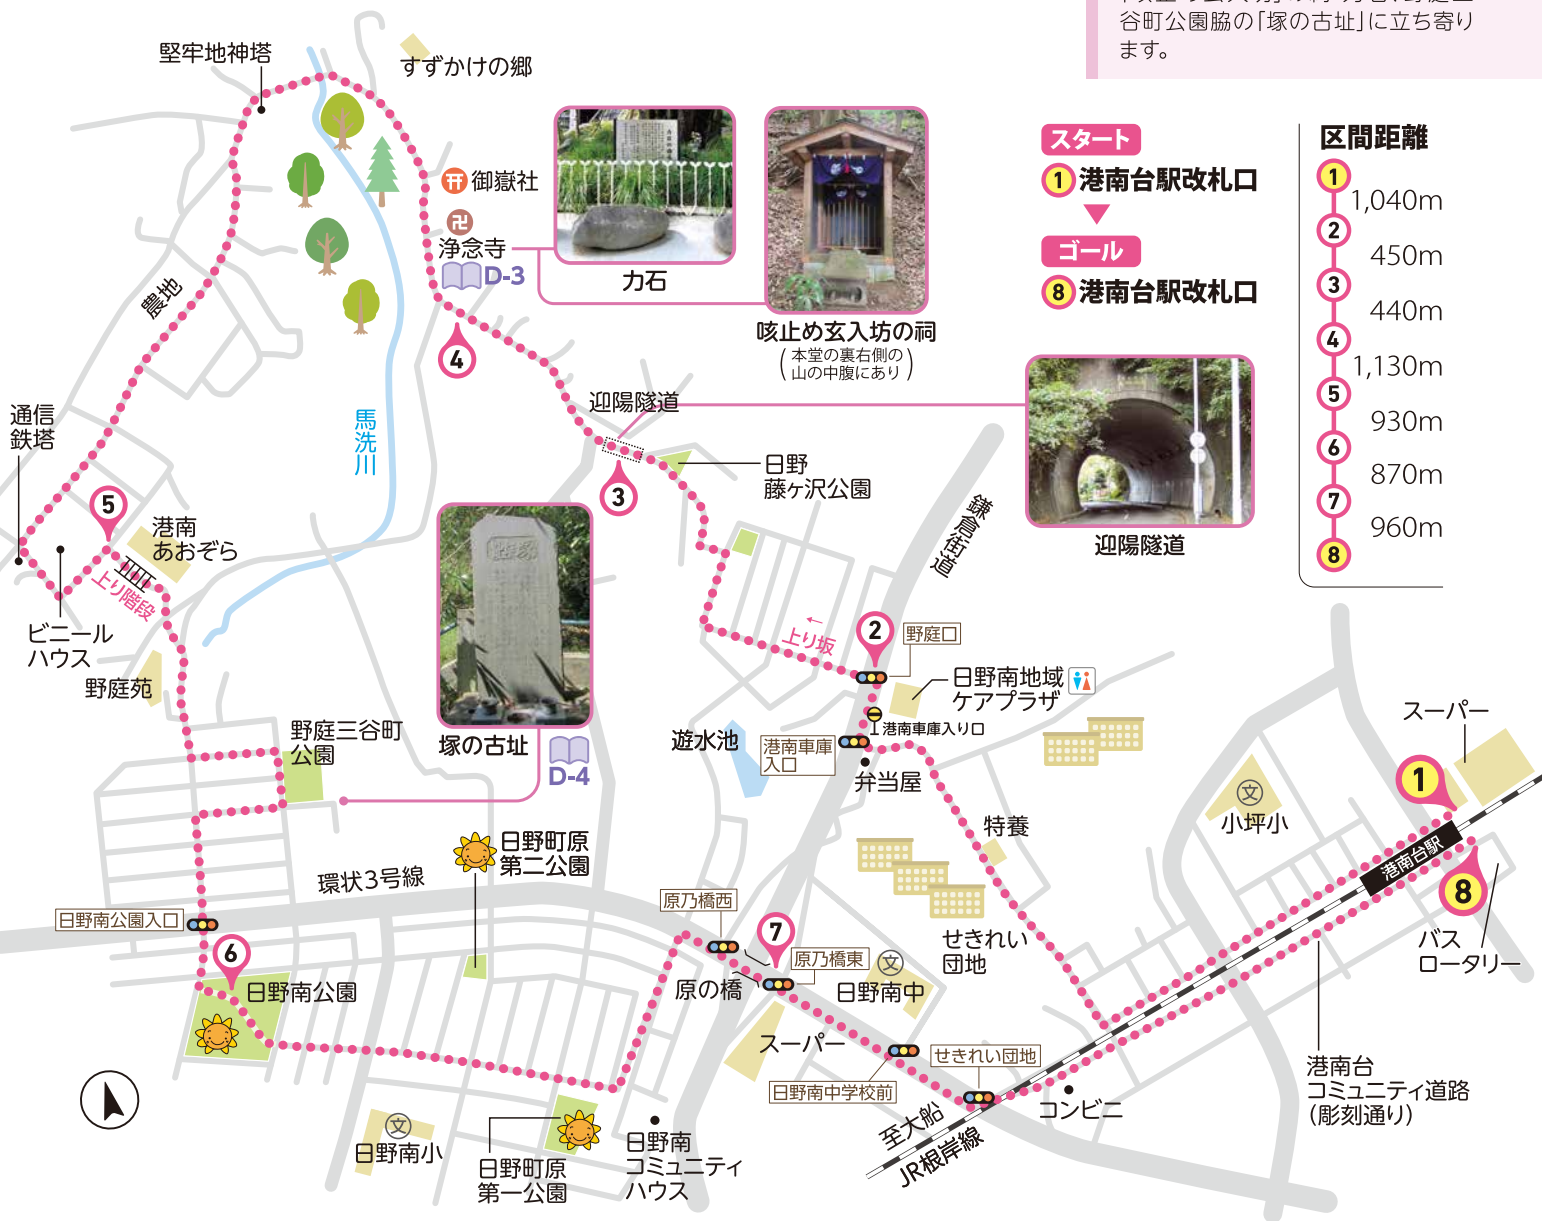 谷町公園脇の「塚の古址」に立ち寄り
ます。
堅牢地神塔
すずかけの郷
御嶽社
浄念寺
D-3
力石
咳止め玄入坊の祠
(本堂の裏右側の
山の中腹にあり)
スタート
1 港南台駅改札口
ゴール
8 港南台駅改札口
区間距離
1
1,040m
2
450m
3
440m
4
1,130m
5
930m
6
870m
7
960m
8
農地
4
迎陽隧道
3
日野
藤ヶ沢公園
迎陽隧道
鎌倉街道
馬洗川
通信
鉄塔
5
港南
あおぞら
上り階段
ビニール
ハウス
野庭苑
野庭三谷町
公園
塚の古址
D-4
←
上り坂
2
野庭口
日野南地域
ケアプラザ
港南車庫入り口
港南車庫
入口
弁当屋
遊水池
特養
せきれい
団地
スーパー
1
文
小坪小
港南台駅
8
バス
ロータリー
港南台
コミュニティ道路
(彫刻通り)
日野町原
第二公園
環状3号線
日野南公園入口
6
日野南公園
原乃橋西
7
原乃橋東
原の橋
文
日野南中
スーパー
日野南中学校前
せきれい団地
コンビニ
至大船
JR根岸線
文
日野南小
日野町原
第一公園
日野南
コミュニティ
ハウス